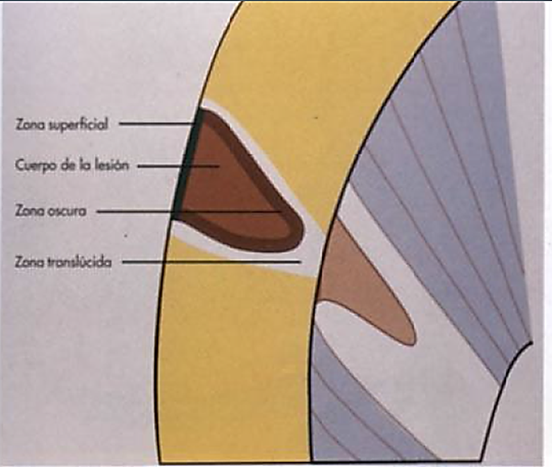 Zona superficial
Cuerpo de la lesión
Zona oscura
Zona translúcida